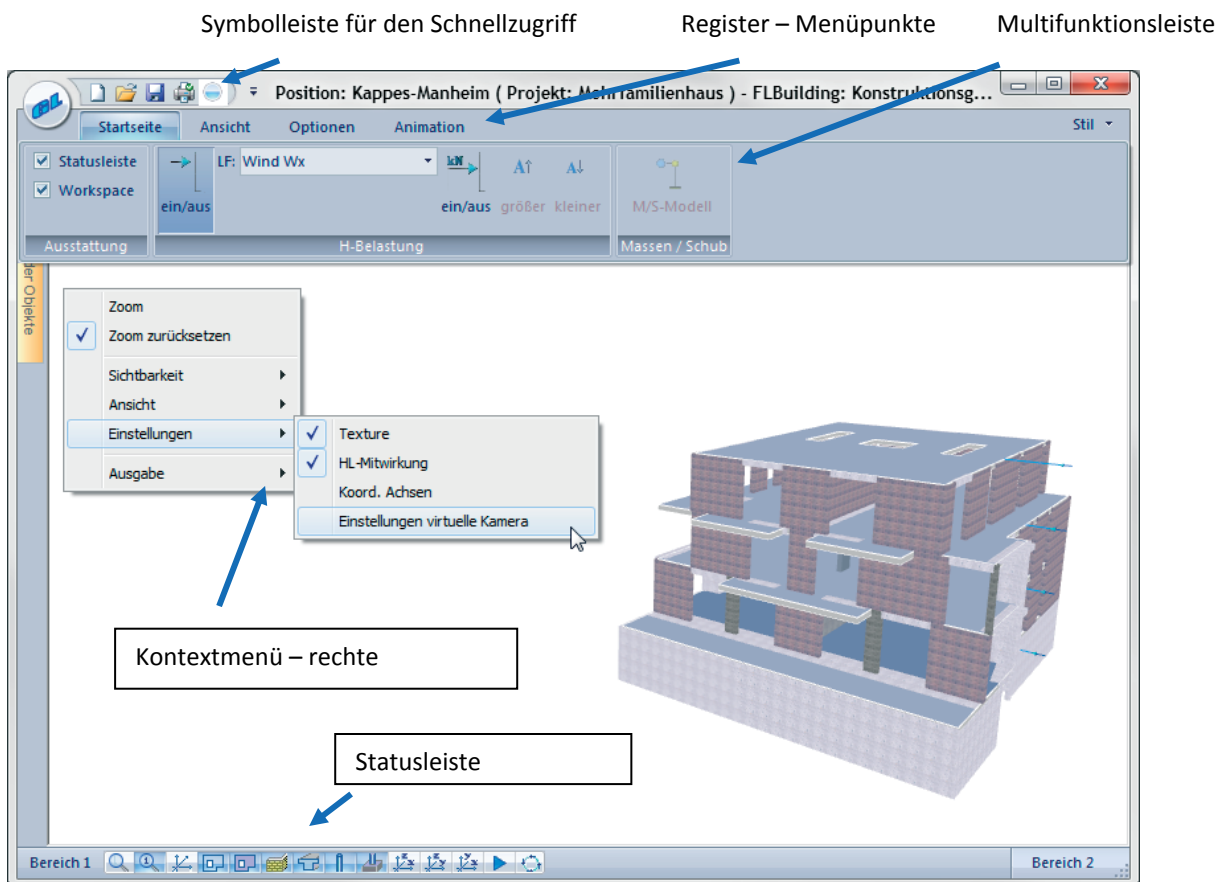 Symbolleiste für den Schnellzugriff Register – Menüpunkte Multifunktionsleiste
Position: Kappes-Manheim ( Projekt: Mehrfamilienhaus ) - FLBuilding: Konstruktionsg...
Startseite Ansicht Optionen Animation Stil
Statusleiste LF: Wind Wx kN A A
Workspace ein/aus ein/aus größer kleiner M/S-Modell
Ausstattung H-Belastung Massen / Schub
der Objekte
Zoom
Zoom zurücksetzen
Sichtbarkeit
Ansicht
Einstellungen
Ausgabe
Texture
HL-Mitwirkung
Koord. Achsen
Einstellungen virtuelle Kamera
Kontextmenü – rechte
Statusleiste
Bereich 1 Bereich 2